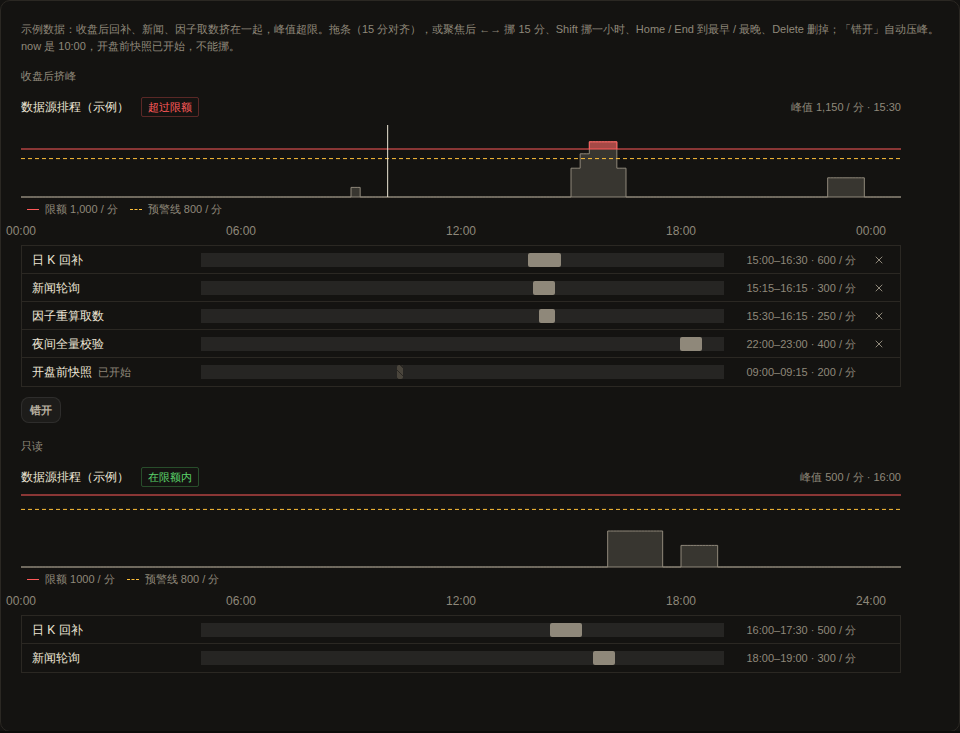 示例数据：收盘后回补、新闻、因子取数挤在一起，峰值超限。拖条（15 分对齐），或聚焦后 ←→ 挪 15 分、Shift 挪一小时、Home / End 到最早 / 最晚、Delete 删掉；「错开」自动压峰。
now 是 10:00，开盘前快照已开始，不能挪。
收盘后挤峰
数据源排程（示例） 超过限额 峰值 1,150 / 分 · 15:30
限额 1,000 / 分 预警线 800 / 分
00:00 06:00 12:00 18:00 00:00
日 K 回补 15:00–16:30 · 600 / 分
新闻轮询 15:15–16:15 · 300 / 分
因子重算取数 15:30–16:15 · 250 / 分
夜间全量校验 22:00–23:00 · 400 / 分
开盘前快照 已开始 09:00–09:15 · 200 / 分
错开
只读
数据源排程（示例） 在限额内 峰值 500 / 分 · 16:00
限额 1000 / 分 预警线 800 / 分
00:00 06:00 12:00 18:00 24:00
日 K 回补 16:00–17:30 · 500 / 分
新闻轮询 18:00–19:00 · 300 / 分